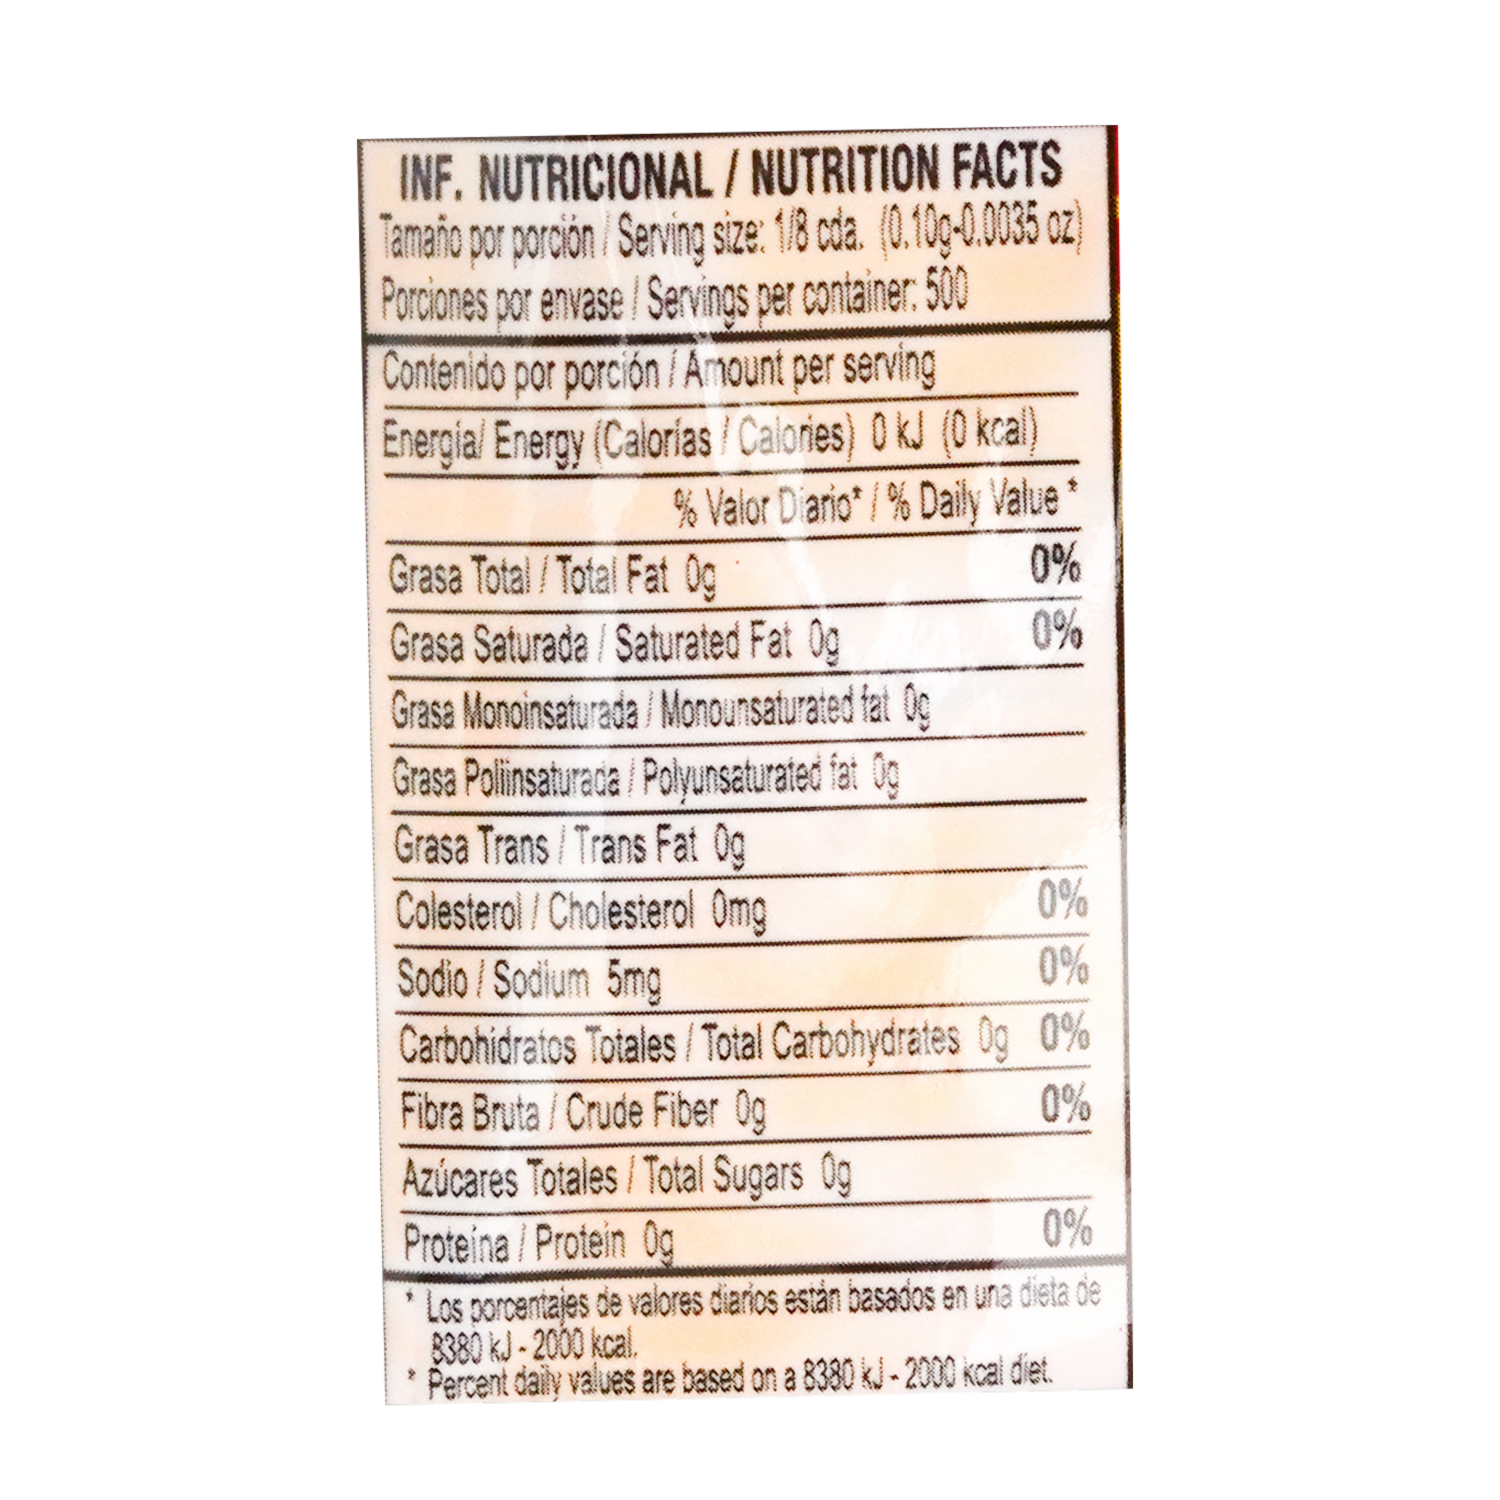 INF. NUTRICIONAL / NUTRITION FACTS
Tamaño por porción / Serving size: 1/8 cda. (0.10g-0.0035 oz)
Porciones por envase / Servings per container: 500
Contenido por porción / Amount per serving
Energía/ Energy (Calorías / Calories) 0 kJ (0 kcal)
% Valor Diario* / % Daily Value *
Grasa Total / Total Fat 0g 0%
Grasa Saturada / Saturated Fat 0g 0%
Grasa Monoinsaturada / Monounsaturated fat 0g
Grasa Poliinsaturada / Polyunsaturated fat 0g
Grasa Trans / Trans Fat 0g
Colesterol / Cholesterol 0mg 0%
Sodio / Sodium 5mg 0%
Carbohidratos Totales / Total Carbohydrates 0g 0%
Fibra Bruta / Crude Fiber 0g 0%
Azúcares Totales / Total Sugars 0g
Proteína / Protein 0g 0%
* Los porcentajes de valores diarios están basados en una dieta de
8380 kJ - 2000 kcal.
* Percent daily values are based on a 8380 kJ - 2000 kcal diet.